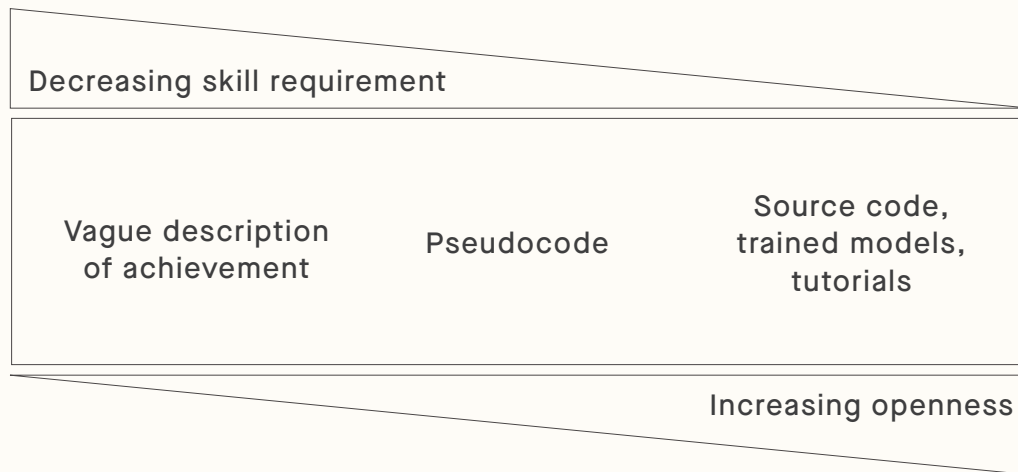 Decreasing skill requirement
Vague description
of achievement
Pseudocode
Source code,
trained models,
tutorials
Increasing openness